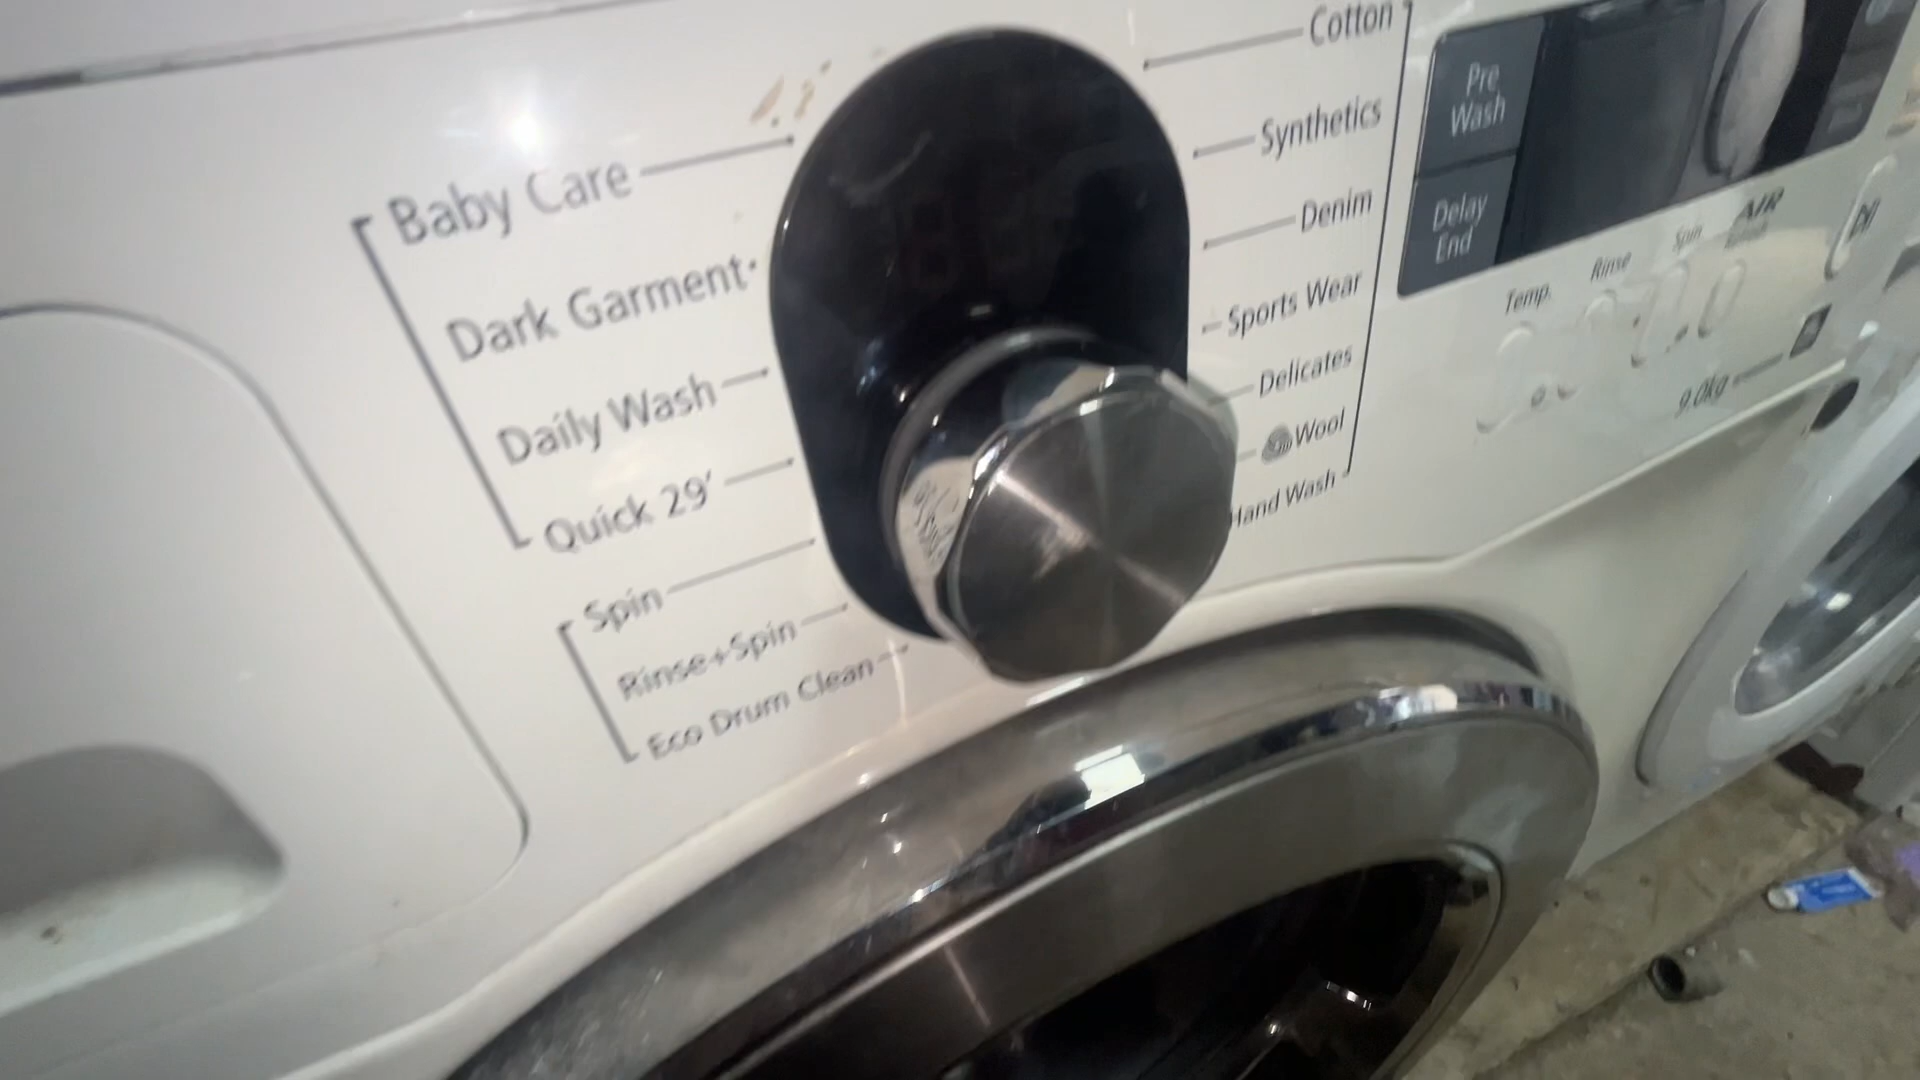 Baby Care
Dark Garment
Daily Wash
Quick 29'
Spin
Rinse+Spin
Eco Drum Clean
Cotton
Synthetics
Denim
Sports Wear
Delicates
Wool
Hand Wash
Pre
Wash
Delay
End
Temp.
Rinse
Spin
AIR
9.0kg